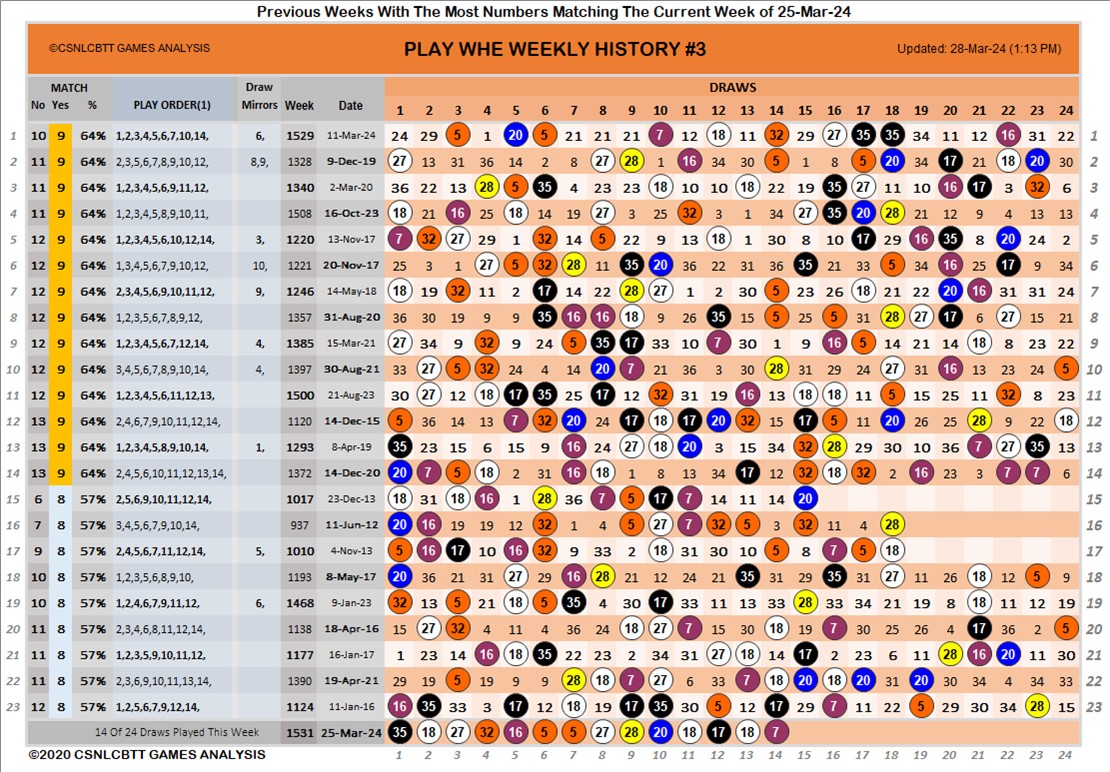 Previous Weeks With The Most Numbers Matching The Current Week of 25-Mar-24
©CSNLCBTT GAMES ANALYSIS PLAY WHE WEEKLY HISTORY #3 Updated: 28-Mar-24 (1:13 PM)
MATCH Draw DRAWS
No Yes % PLAY ORDER(1) Mirrors Week Date 1 2 3 4 5 6 7 8 9 10 11 12 13 14 15 16 17 18 19 20 21 22 23 24
1 10 9 64% 1,2,3,4,5,6,7,10,14, 6, 1529 11-Mar-24 24 29 5 1 20 5 21 21 21 7 12 18 11 32 29 27 35 35 34 11 12 16 31 22 1
2 11 9 64% 2,3,5,6,7,8,9,10,12, 8,9, 1328 9-Dec-19 27 13 31 36 14 2 8 27 28 1 16 34 30 5 1 8 5 20 34 17 21 18 20 30 2
3 11 9 64% 1,2,3,4,5,6,9,11,12, 1340 2-Mar-20 36 22 13 28 5 35 4 23 23 18 10 10 18 22 19 35 27 11 10 16 17 3 32 6 3
4 11 9 64% 1,2,3,4,5,8,9,10,11, 1508 16-Oct-23 18 21 16 25 18 14 19 27 3 25 32 3 1 34 15 27 35 20 28 21 12 9 4 13 13 4
5 12 9 64% 1,2,3,4,5,6,10,12,14, 3, 1220 13-Nov-17 7 32 27 29 1 32 14 5 22 9 13 18 1 30 8 10 17 29 16 35 8 20 24 2 5
6 12 9 64% 1,3,4,5,6,7,9,10,12, 10, 1221 20-Nov-17 25 3 1 27 5 32 28 11 35 20 36 22 31 36 35 21 33 5 34 16 25 17 9 34 6
7 12 9 64% 2,3,4,5,6,9,10,11,12, 9, 1246 14-May-18 18 19 32 11 2 17 14 22 28 27 1 2 30 5 23 27 18 21 22 20 16 31 31 24 7
8 12 9 64% 1,2,3,5,6,7,8,9,12, 1357 31-Aug-20 36 30 19 9 9 35 16 16 18 9 26 35 15 5 25 5 31 28 27 17 6 27 15 21 8
9 12 9 64% 1,2,3,4,5,6,7,9,12,14, 4, 1385 15-Mar-21 27 34 9 32 9 24 5 35 17 33 10 7 30 1 9 16 5 9 14 21 18 8 23 22 9
10 12 9 64% 3,4,5,6,7,8,9,10,14, 4, 1397 30-Aug-21 33 27 5 32 24 4 14 20 7 21 36 3 30 28 31 29 24 27 31 16 13 23 24 5 10
11 12 9 64% 1,2,3,4,5,6,11,12,13, 1500 21-Aug-23 30 27 12 18 17 35 25 17 12 32 31 19 16 13 18 18 11 5 15 25 11 32 8 23 11
12 13 9 64% 2,4,6,7,9,10,11,12,14, 1120 14-Dec-15 5 36 14 13 7 32 20 24 17 18 17 20 32 15 17 5 12 20 26 25 28 9 22 18 12
13 13 9 64% 1,2,3,4,5,8,9,10,14, 1, 1293 8-Apr-19 35 23 15 6 15 9 16 24 27 18 20 3 15 34 32 28 29 30 21 36 7 27 35 13 13
14 13 9 64% 2,4,5,6,10,11,12,13,14, 1372 14-Dec-20 20 7 5 18 2 31 16 18 1 8 13 34 17 12 32 18 32 2 16 23 3 7 7 6 14
15 6 8 57% 2,5,6,9,10,11,12,14, 1017 23-Dec-13 18 31 18 16 1 28 36 7 5 17 7 14 11 14 20 15
16 7 8 57% 3,4,5,6,7,9,10,14, 937 11-Jun-12 20 16 19 19 12 32 1 4 5 27 7 32 5 3 32 11 4 28 16
17 9 8 57% 2,4,5,6,7,11,12,14, 5, 1010 4-Nov-13 5 16 17 10 16 32 9 33 2 18 31 30 10 5 8 7 5 18 17
18 10 8 57% 1,2,3,5,6,8,9,10, 1193 8-May-17 20 36 21 31 27 29 16 28 21 12 24 21 35 31 29 35 18 27 11 26 18 12 5 9 18
19 10 8 57% 1,2,4,6,7,9,11,12, 6, 1468 9-Jan-23 32 13 5 21 18 5 35 4 30 17 33 11 13 33 28 33 34 21 19 8 18 11 12 19 19
20 11 8 57% 2,3,4,6,8,11,12,14, 1138 18-Apr-16 15 27 32 4 11 4 36 24 18 27 7 15 30 18 19 7 30 25 21 4 17 36 2 5 20
21 11 8 57% 1,2,3,5,9,10,11,12, 1177 16-Jan-17 1 23 14 16 18 35 22 23 2 34 31 27 18 14 17 2 23 6 11 28 16 20 11 30 21
22 11 8 57% 2,3,6,9,10,11,13,14, 1390 19-Apr-21 29 19 5 19 9 9 28 18 7 27 6 33 7 18 20 18 20 31 20 30 34 4 34 33 22
23 12 8 57% 1,2,5,6,7,9,12,14, 1124 11-Jan-16 16 35 33 3 17 12 18 19 17 35 30 5 12 17 29 7 11 22 5 29 30 34 28 15 23
14 Of 24 Draws Played This Week 1531 25-Mar-24 35 18 27 32 16 5 5 27 28 20 18 17 18 7
©2020 CSNLCBTT GAMES ANALYSIS 1 2 3 4 5 6 7 8 9 10 11 12 13 14 15 16 17 18 19 20 21 22 23 24